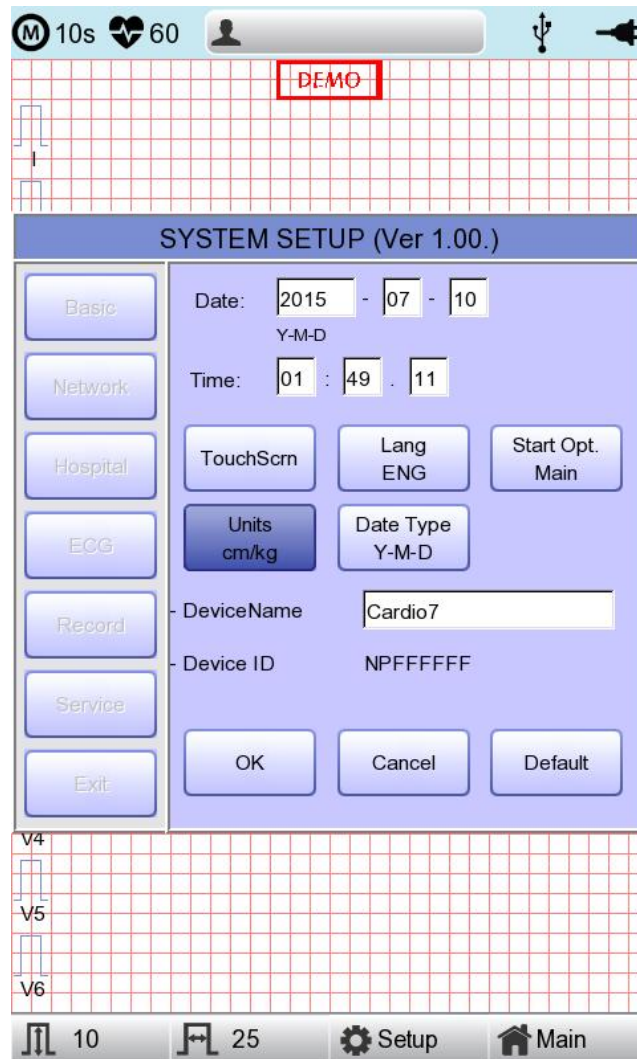 M 10s 60
DEMO
I
SYSTEM SETUP (Ver 1.00.)
Basic
Network
Hospital
ECG
Record
Service
Exit
Date: 2015 - 07 - 10
Y-M-D
Time: 01 : 49 . 11
TouchScrn
Lang
ENG
Start Opt.
Main
Units
cm/kg
Date Type
Y-M-D
- DeviceName Cardio7
- Device ID NPFFFFFF
OK Cancel Default
V4
V5
V6
10 25 Setup Main